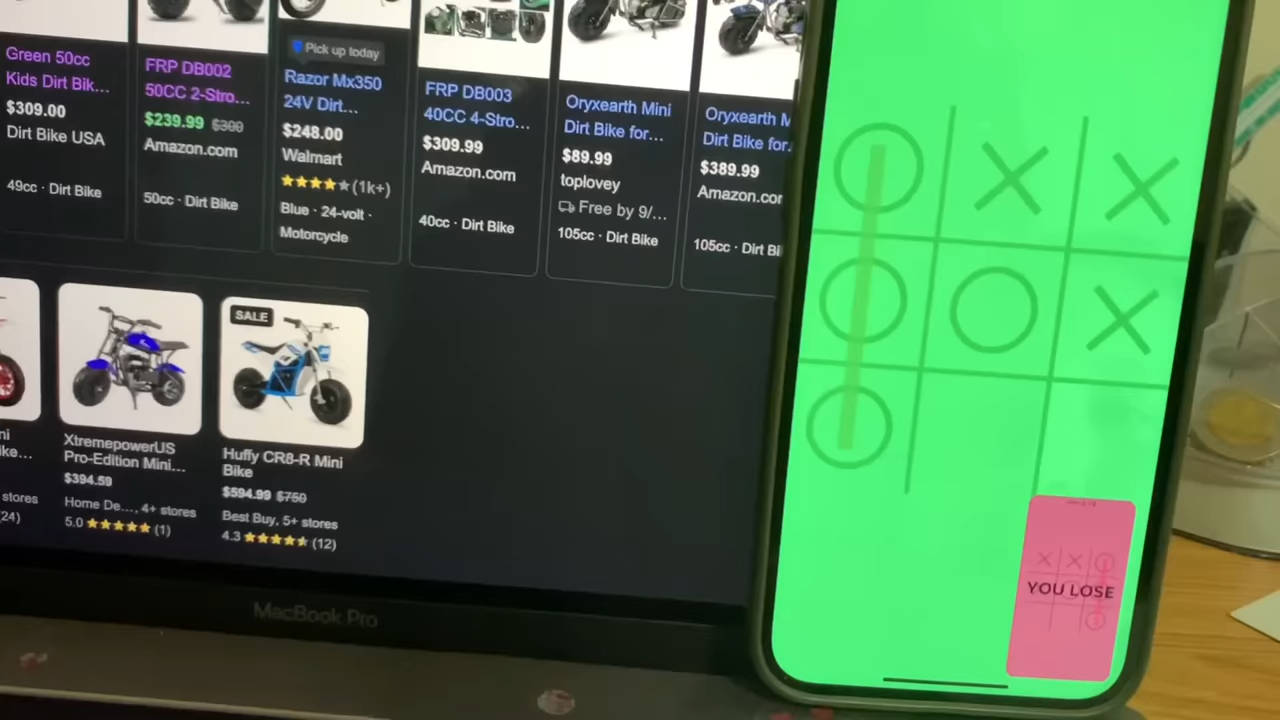 Green 50cc
Kids Dirt Bik...
$309.00
Dirt Bike USA
49cc · Dirt Bike
FRP DB002
50CC 2-Stro...
$239.99 $300
Amazon.com
50cc · Dirt Bike
Pick up today
Razor Mx350
24V Dirt...
$248.00
Walmart
(1k+)
Blue · 24-volt ·
Motorcycle
FRP DB003
40CC 4-Stro...
$309.99
Amazon.com
40cc · Dirt Bike
Oryxearth Mini
Dirt Bike for...
$89.99
toplovey
Free by 9/...
105cc · Dirt Bike
Oryxearth M
Dirt Bike for.
$389.99
Amazon.cor
105cc · Dirt Bi
ni
ike...
stores
24)
XtremepowerUS
Pro-Edition Mini...
$394.59
Home De..., 4+ stores
5.0 (1)
SALE
Huffy CR8-R Mini
Bike
$594.99 $750
Best Buy, 5+ stores
4.3 (12)
MacBook Pro
YOU LOSE